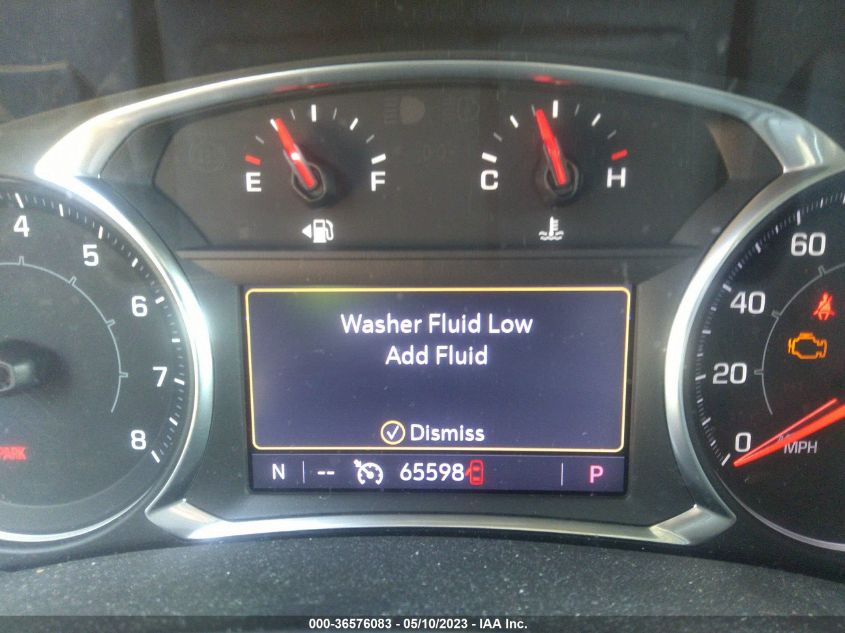 E F
C H
4
5
6
7
8
PARK
60
40
20
0
MPH
Washer Fluid Low
Add Fluid
Dismiss
N -- 65598 P
000-36576083 - 05/10/2023 - IAA Inc.